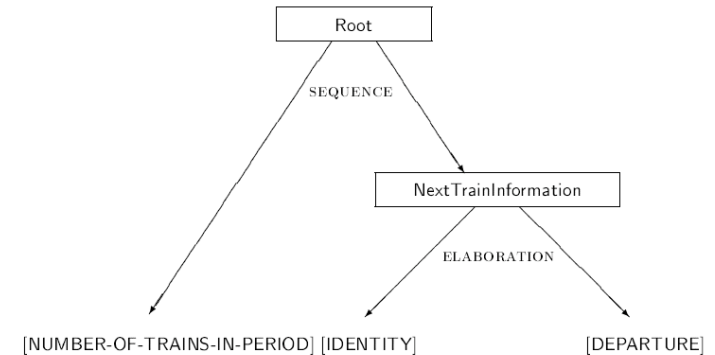 Root
SEQUENCE
NextTrainInformation
ELABORATION
[NUMBER-OF-TRAINS-IN-PERIOD] [IDENTITY] [DEPARTURE]